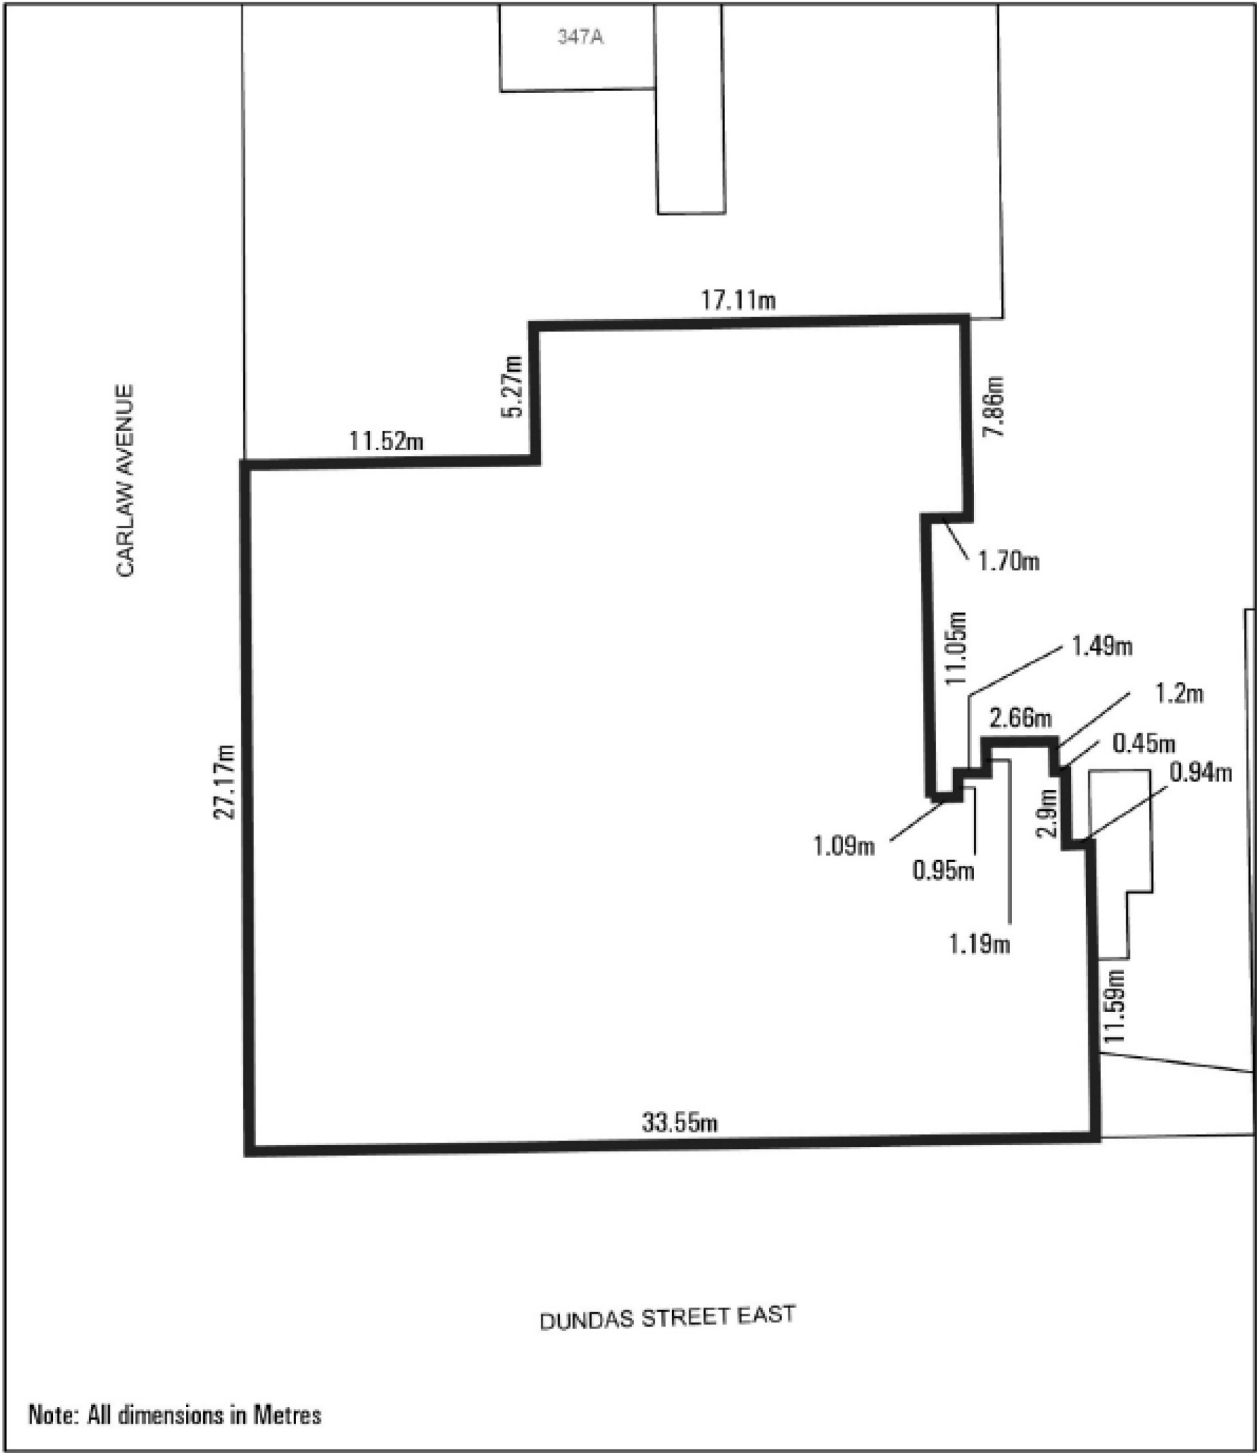 347A
17.11m
5.27m
7.86m
11.52m
CARLAW AVENUE
1.70m
11.05m
1.49m
1.2m
2.66m
0.45m
0.94m
27.17m
2.9m
1.09m
0.95m
1.19m
11.59m
33.55m
DUNDAS STREET EAST
Note: All dimensions in Metres